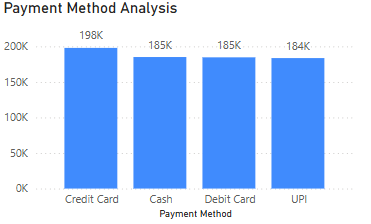 Payment Method Analysis
198K
185K
185K
184K
200K
150K
100K
50K
0K
Credit Card
Cash
Debit Card
UPI
Payment Method